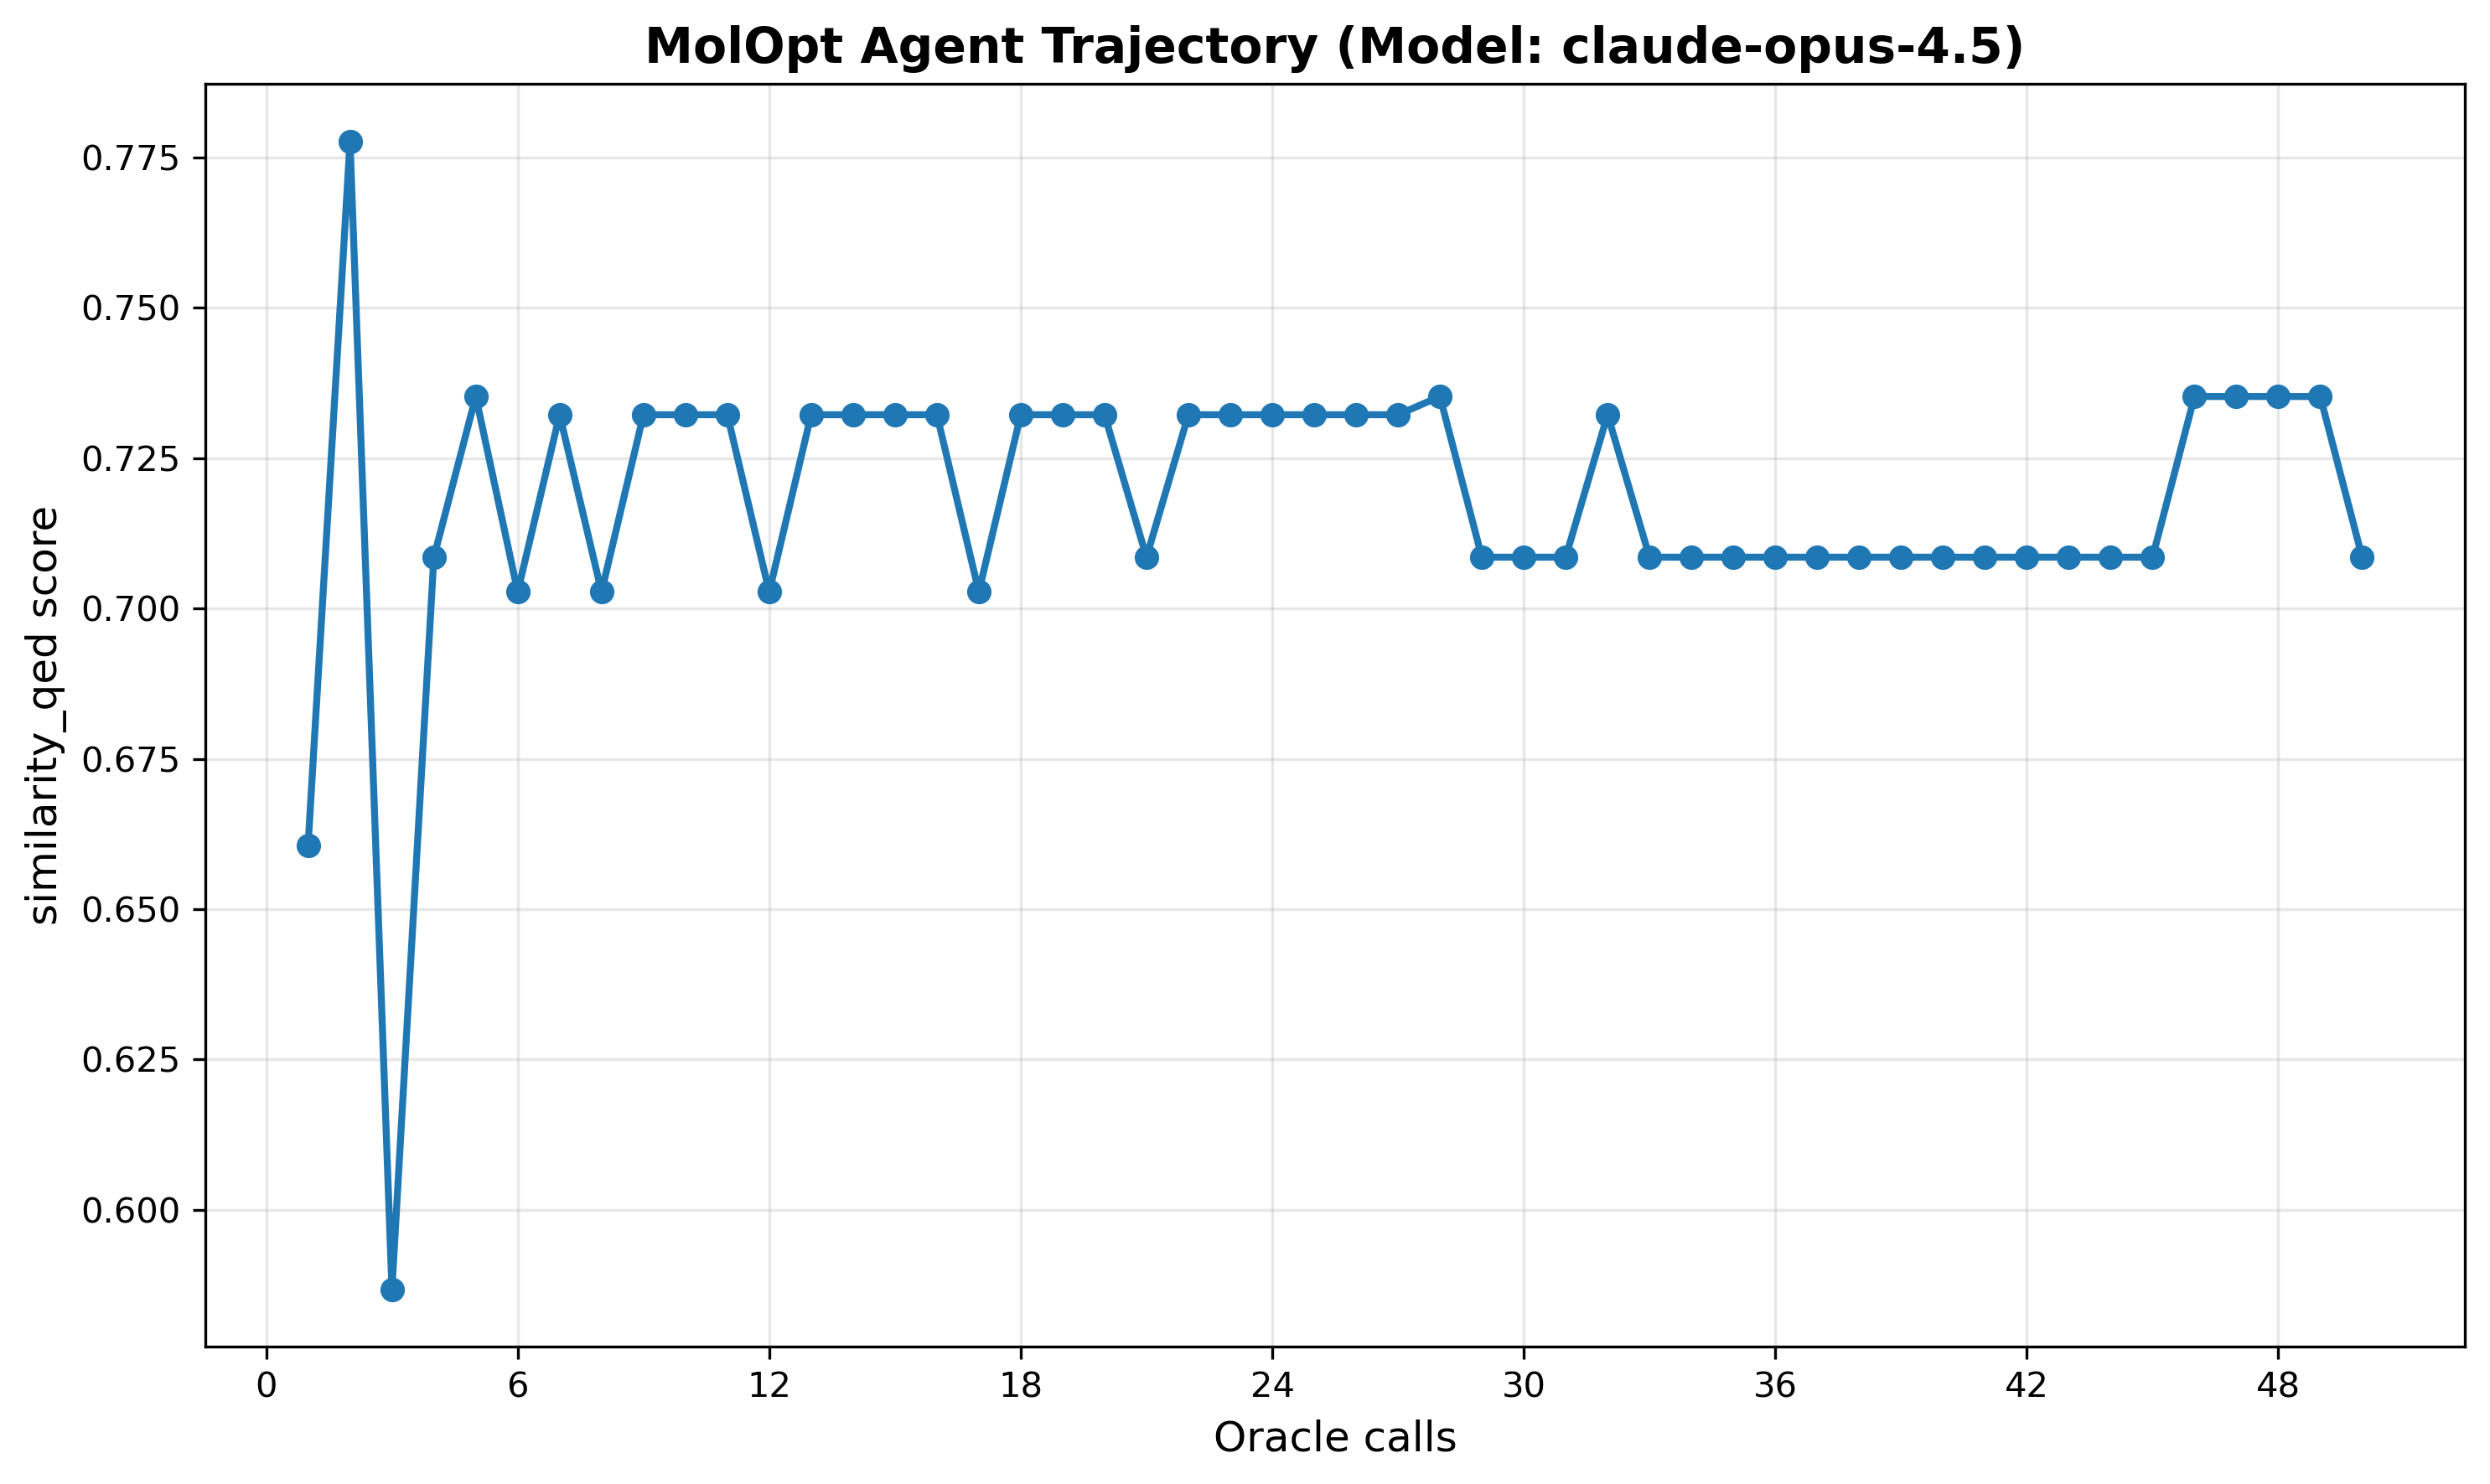 MolOpt Agent Trajectory (Model: claude-opus-4.5)
similarity_qed score
0.775
0.750
0.725
0.700
0.675
0.650
0.625
0.600
0 6 12 18 24 30 36 42 48
Oracle calls